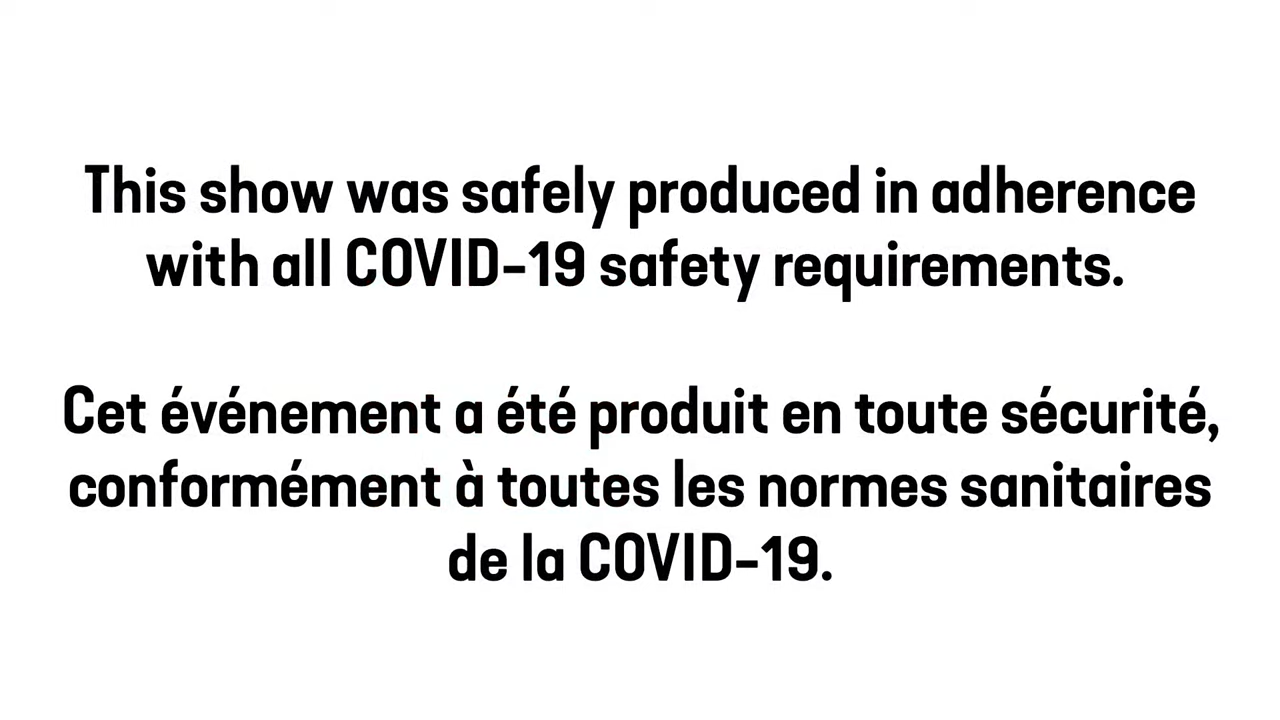 This show was safely produced in adherence
with all COVID-19 safety requirements.
Cet événement a été produit en toute sécurité,
conformément à toutes les normes sanitaires
de la COVID-19.